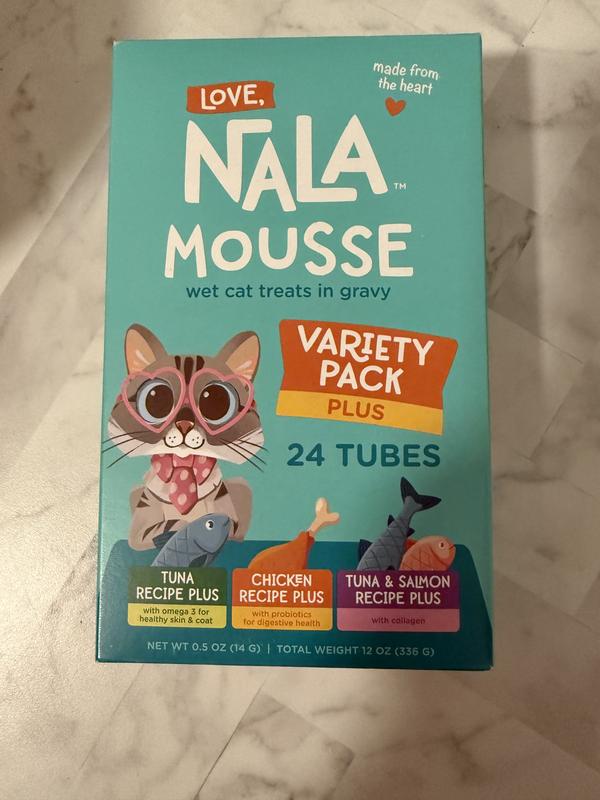 made from
the heart
LOVE,
NALA™
MOUSSE
wet cat treats in gravy
VARIETY
PACK
PLUS
24 TUBES
TUNA
RECIPE PLUS
with omega 3 for
healthy skin & coat
CHICKEN
RECIPE PLUS
with probiotics
for digestive health
TUNA & SALMON
RECIPE PLUS
with collagen
NET WT 0.5 OZ (14 G) | TOTAL WEIGHT 12 OZ (336 G)